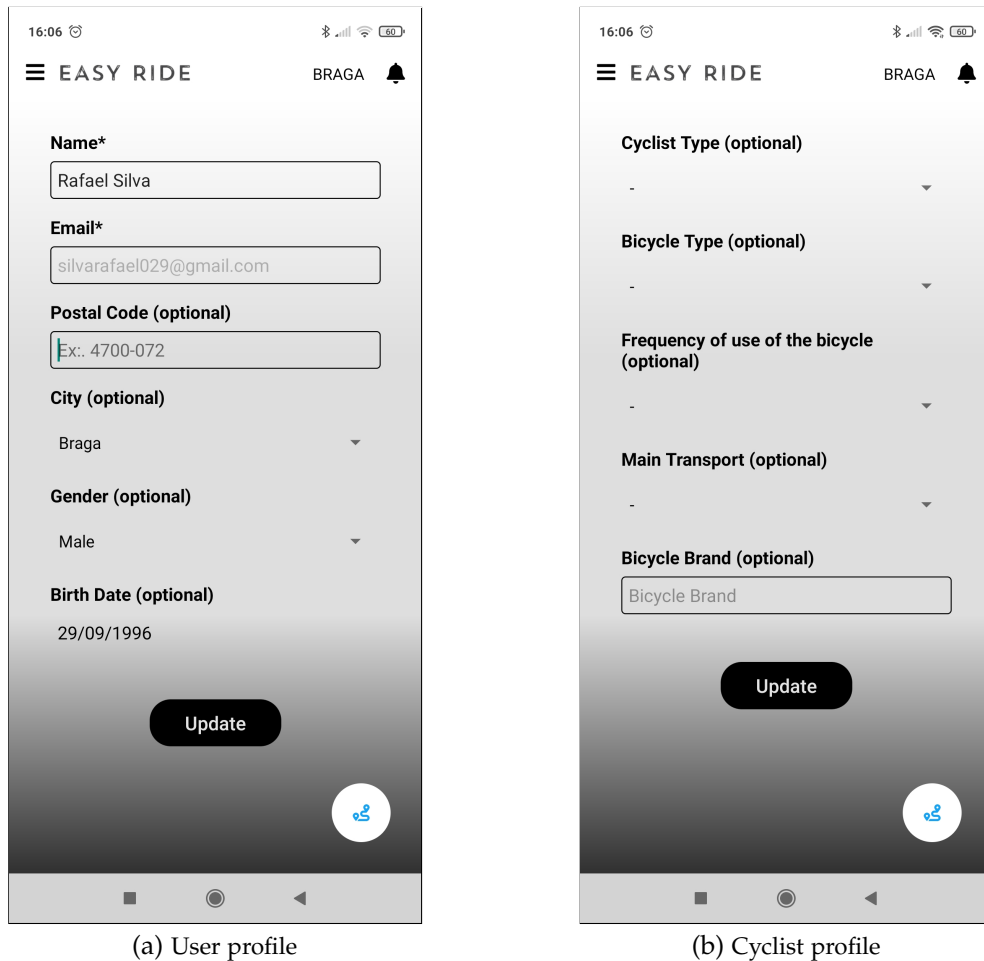 16:06
60
EASY RIDE
BRAGA
Name*
Rafael Silva
Email*
silvarafael029@gmail.com
Postal Code (optional)
Ex:. 4700-072
City (optional)
Braga
Gender (optional)
Male
Birth Date (optional)
29/09/1996
Update
(a) User profile
16:06
60
EASY RIDE
BRAGA
Cyclist Type (optional)
-
Bicycle Type (optional)
-
Frequency of use of the bicycle
(optional)
-
Main Transport (optional)
-
Bicycle Brand (optional)
Bicycle Brand
Update
(b) Cyclist profile